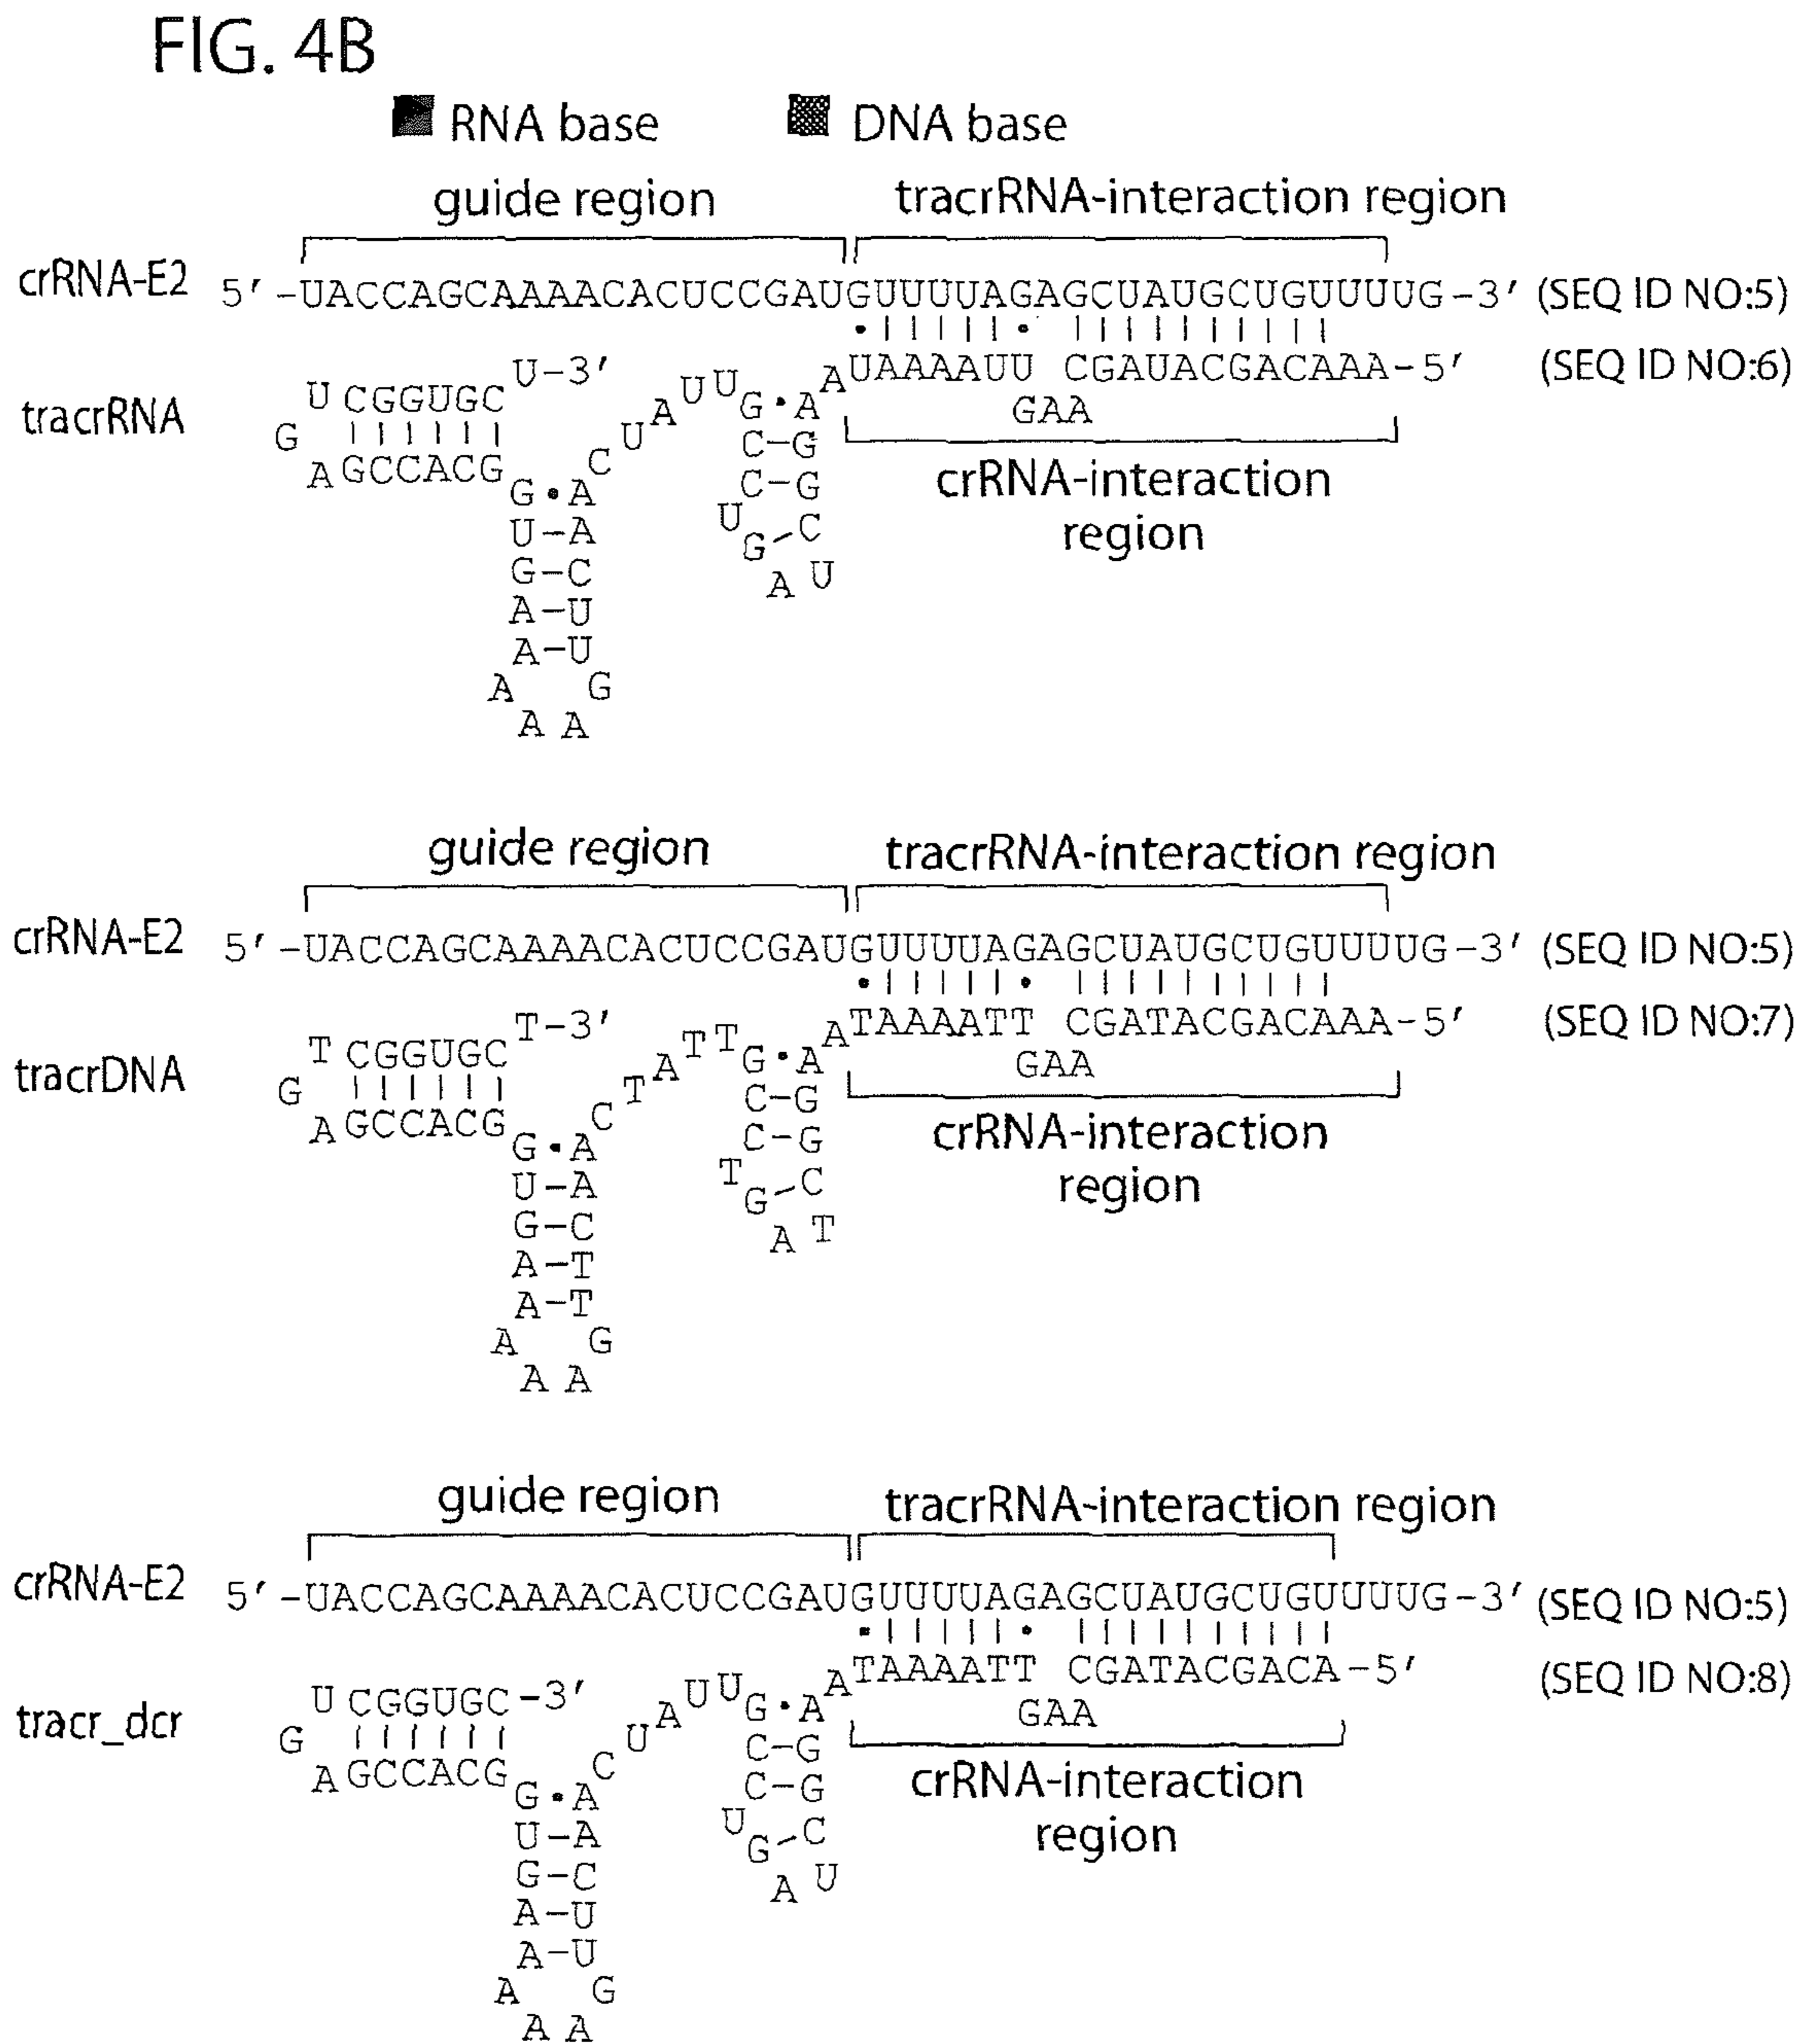 FIG. 4B
RNA base DNA base
guide region tracrRNA-interaction region
crRNA-E2 5′-UACCAGCAAAACACUCCGAUGUUUUAGAGCUAUGCUGUUUUG-3′ (SEQ ID NO:5)
UAAAAUU CGAUACGACAAA-5′ (SEQ ID NO:6)
GAA
crRNA-interaction
region
tracrRNA
U-3′
U CGGUGC
G
A GCCACG
G•A
U-A
G-C
A-U
A-U
A G
A A
C U A U U
G•A A
C-G
C-G
U
G-C
A U
guide region tracrRNA-interaction region
crRNA-E2 5′-UACCAGCAAAACACUCCGAUGUUUUAGAGCUAUGCUGUUUUG-3′ (SEQ ID NO:5)
TAAAATT CGATACGACAAA-5′ (SEQ ID NO:7)
GAA
crRNA-interaction
region
tracrDNA
T-3′
T CGGUGC
G
A GCCACG
G•A
U-A
G-C
A-T
A-T
A G
A A
C T A T T
G•A A
C-G
C-G
T
G-C
A T
guide region tracrRNA-interaction region
crRNA-E2 5′-UACCAGCAAAACACUCCGAUGUUUUAGAGCUAUGCUGUUUUG-3′ (SEQ ID NO:5)
TAAAATT CGATACGACA-5′ (SEQ ID NO:8)
GAA
crRNA-interaction
region
tracr_dcr
U CGGUGC-3′
G
A GCCACG
G•A
U-A
G-C
A-U
A-U
A G
A A
C U A U U
G•A A
C-G
C-G
U
G-C
A U